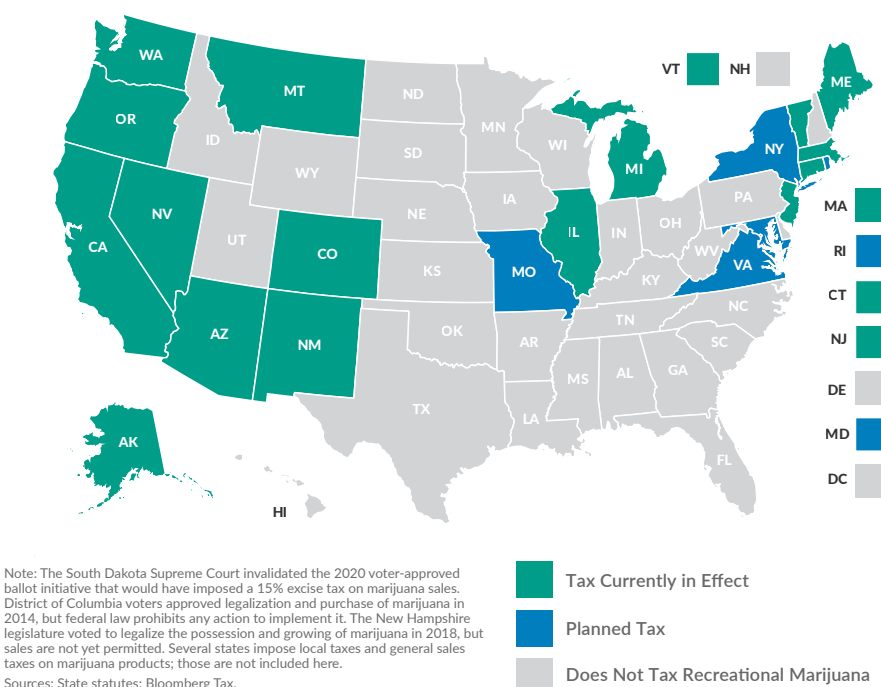 WA
MT
ND
MN
VT
NH
ME
OR
ID
SD
WI
MI
NY
WY
IA
PA
NV
NE
IL
IN
OH
MA
CA
UT
CO
KS
MO
KY
WV
VA
RI
CT
AZ
NM
OK
AR
TN
NC
NJ
SC
MS
AL
GA
DE
TX
LA
FL
MD
AK
DC
HI
Note: The South Dakota Supreme Court invalidated the 2020 voter-approved
ballot initiative that would have imposed a 15% excise tax on marijuana sales.
District of Columbia voters approved legalization and purchase of marijuana in
2014, but federal law prohibits any action to implement it. The New Hampshire
legislature voted to legalize the possession and growing of marijuana in 2018, but
sales are not yet permitted. Several states impose local taxes and general sales
taxes on marijuana products; those are not included here.
Sources: State statutes; Bloomberg Tax.
Tax Currently in Effect
Planned Tax
Does Not Tax Recreational Marijuana